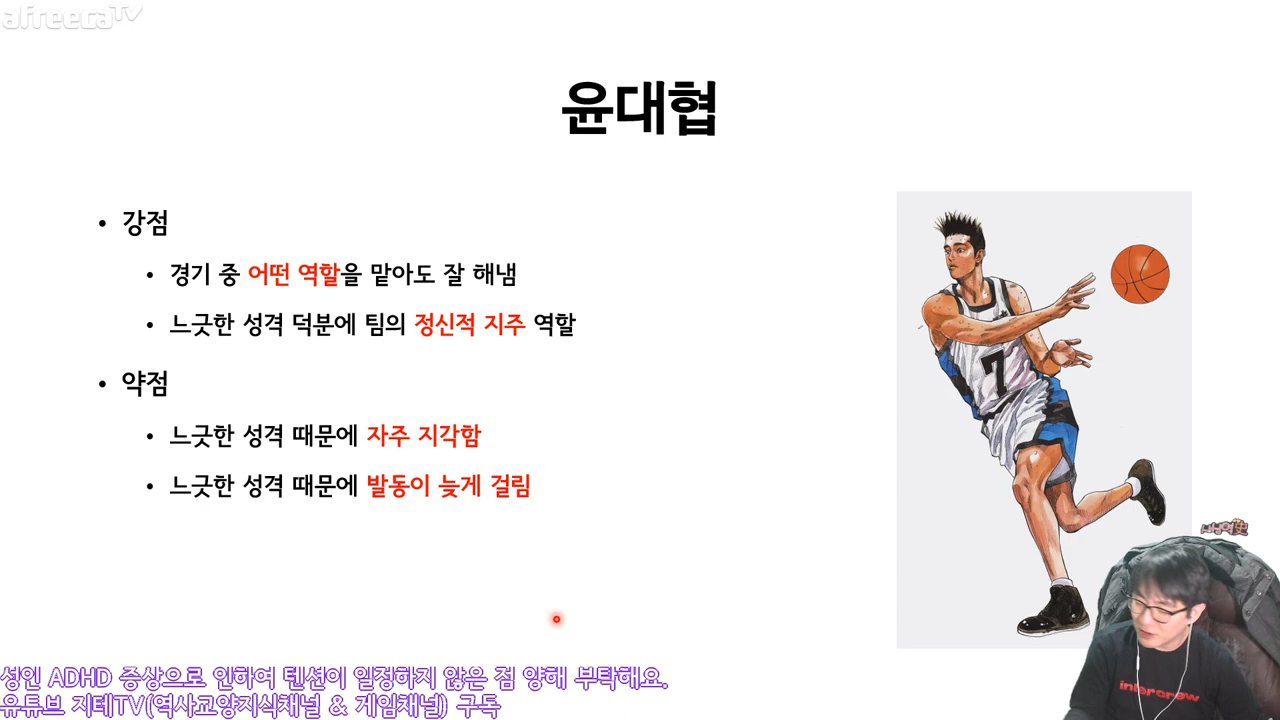 afreecaTV
윤대협
• 강점
• 경기 중 어떤 역할을 맡아도 잘 해냄
• 느긋한 성격 덕분에 팀의 정신적 지주 역할
• 약점
• 느긋한 성격 때문에 자주 지각함
• 느긋한 성격 때문에 발동이 늦게 걸림
7
intercrew
성인 ADHD 증상으로 인하여 텐션이 일정하지 않은 점 양해 부탁해요.
유튜브 지테TV(역사교양지식채널 & 게임채널) 구독